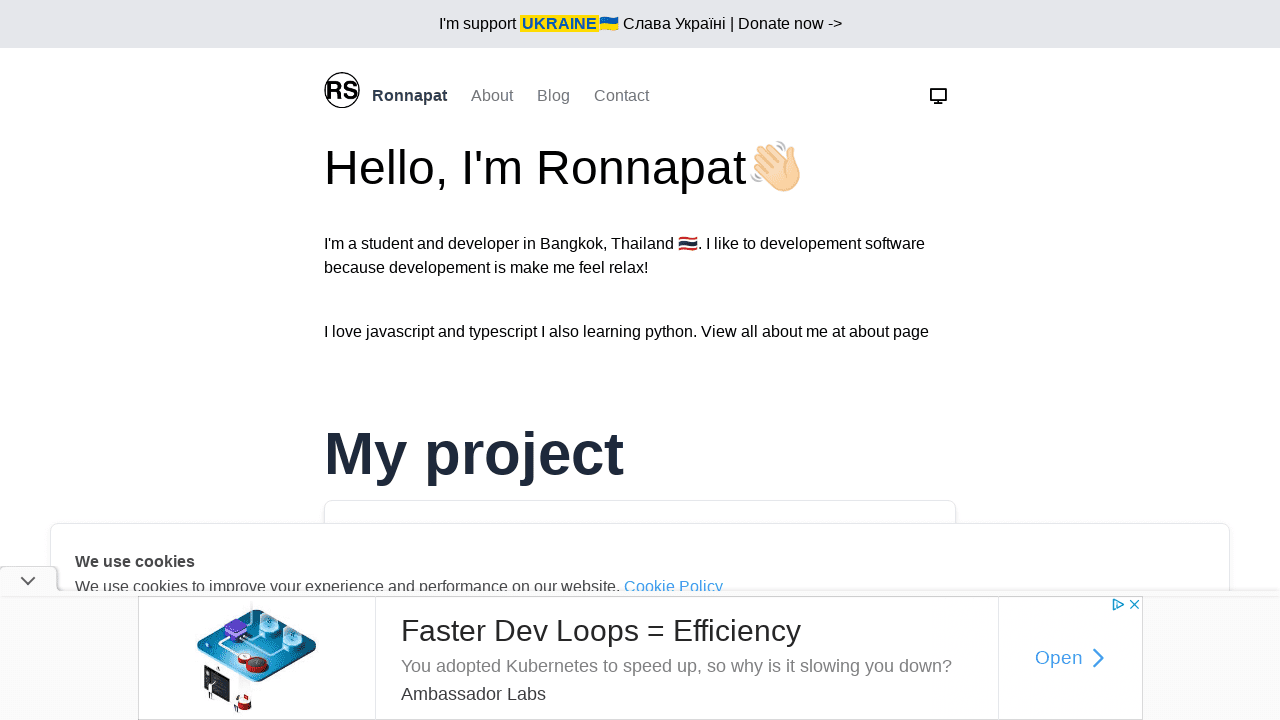 I'm support UKRAINE🇺🇦 Слава Україні | Donate now ->
RS Ronnapat About Blog Contact
Hello, I'm Ronnapat👋🏻
I'm a student and developer in Bangkok, Thailand 🇹🇭. I like to developement software
because developement is make me feel relax!
I love javascript and typescript I also learning python. View all about me at about page
My project
We use cookies
We use cookies to improve your experience and performance on our website. Cookie Policy
Faster Dev Loops = Efficiency
You adopted Kubernetes to speed up, so why is it slowing you down?
Ambassador Labs
Open